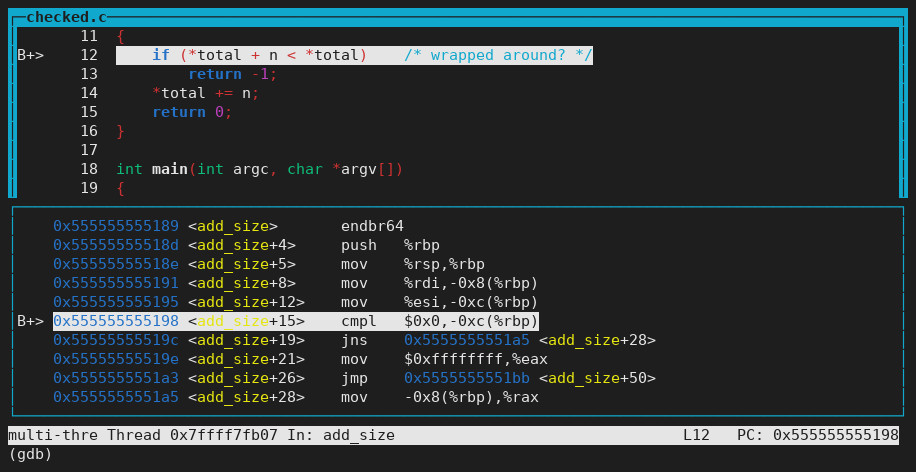 checked.c
11 {
B+> 12 if (*total + n < *total) /* wrapped around? */
13 return -1;
14 *total += n;
15 return 0;
16 }
17
18 int main(int argc, char *argv[])
19 {
0x555555555189 <add_size> endbr64
0x55555555518d <add_size+4> push %rbp
0x55555555518e <add_size+5> mov %rsp,%rbp
0x555555555191 <add_size+8> mov %rdi,-0x8(%rbp)
0x555555555195 <add_size+12> mov %esi,-0xc(%rbp)
B+> 0x555555555198 <add_size+15> cmpl $0x0,-0xc(%rbp)
0x55555555519c <add_size+19> jns 0x5555555551a5 <add_size+28>
0x55555555519e <add_size+21> mov $0xffffffff,%eax
0x5555555551a3 <add_size+26> jmp 0x5555555551bb <add_size+50>
0x5555555551a5 <add_size+28> mov -0x8(%rbp),%rax
multi-thre Thread 0x7ffff7fb07 In: add_size L12 PC: 0x555555555198
(gdb)